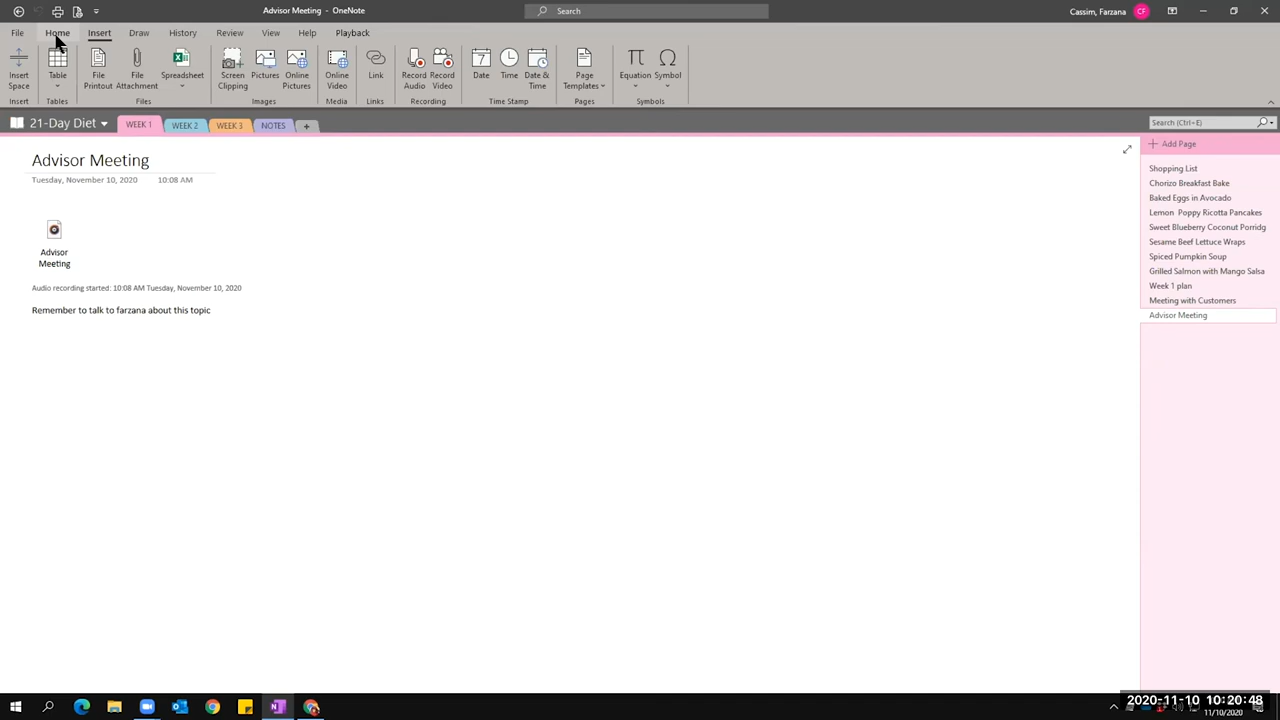 Advisor Meeting - OneNote
Search
Cassim, Farzana
CF
File Home Insert Draw History Review View Help Playback
Insert Space
Table
File Printout
File Attachment
Spreadsheet
Screen Clipping
Pictures
Online Pictures
Online Video
Link
Record Audio
Record Video
Date
Time
Date & Time
Page Templates
Equation
Symbol
Insert Tables Files Images Media Links Recording Time Stamp Pages Symbols
21-Day Diet WEEK 1 WEEK 2 WEEK 3 NOTES +
Search (Ctrl+E)
Advisor Meeting
Tuesday, November 10, 2020 10:08 AM
Advisor
Meeting
Audio recording started: 10:08 AM Tuesday, November 10, 2020
Remember to talk to farzana about this topic
Add Page
Shopping List
Chorizo Breakfast Bake
Baked Eggs in Avocado
Lemon Poppy Ricotta Pancakes
Sweet Blueberry Coconut Porridg
Sesame Beef Lettuce Wraps
Spiced Pumpkin Soup
Grilled Salmon with Mango Salsa
Week 1 plan
Meeting with Customers
Advisor Meeting
2020-11-10 10:20:48
11/10/2020